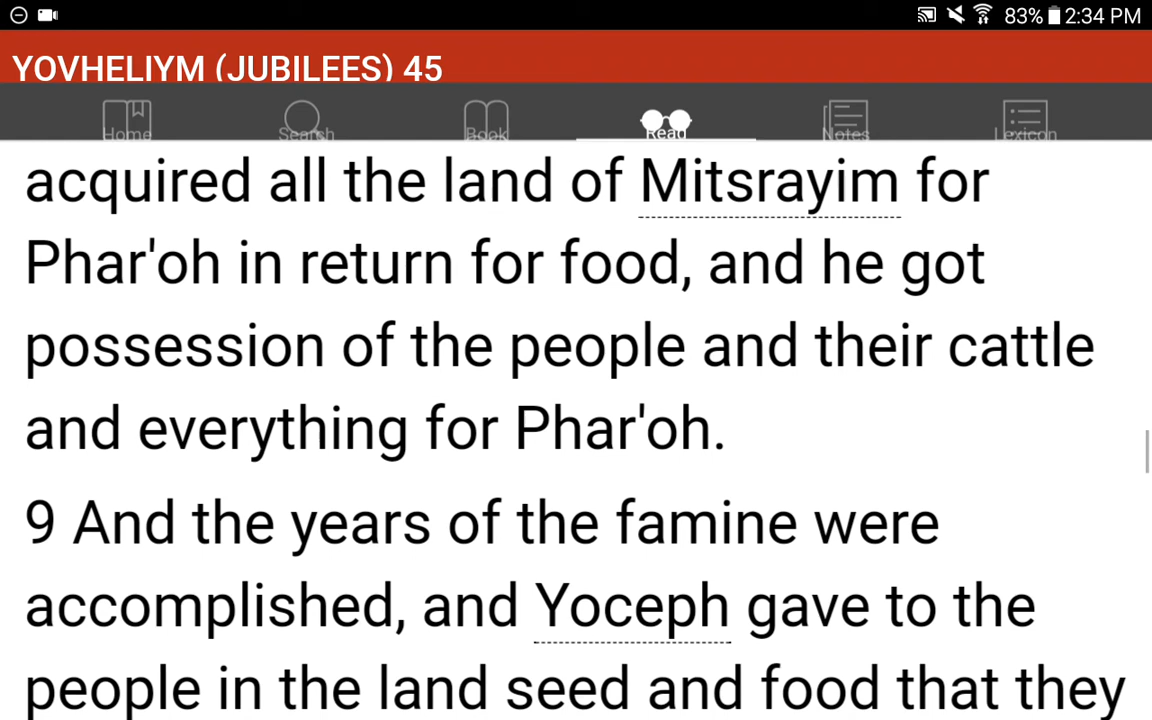 83% 2:34 PM
YOVHELIYM (JUBILEES) 45
Home Search Book Read Notes Lexicon
acquired all the land of Mitsrayim for
Phar'oh in return for food, and he got
possession of the people and their cattle
and everything for Phar'oh.
9 And the years of the famine were
accomplished, and Yoceph gave to the
people in the land seed and food that they